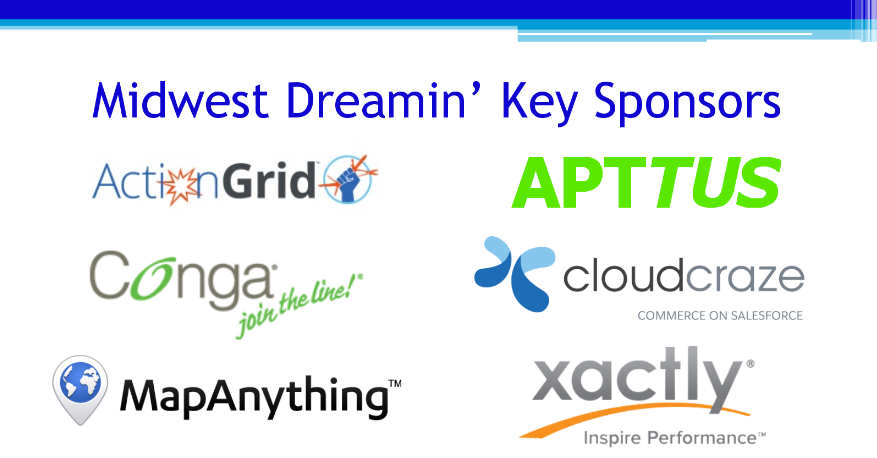 Midwest Dreamin’ Key Sponsors
ActionGrid™
APTTUS
Conga®
join the line!®
cloudcraze
COMMERCE ON SALESFORCE
MapAnything™
xactly®
Inspire Performance™